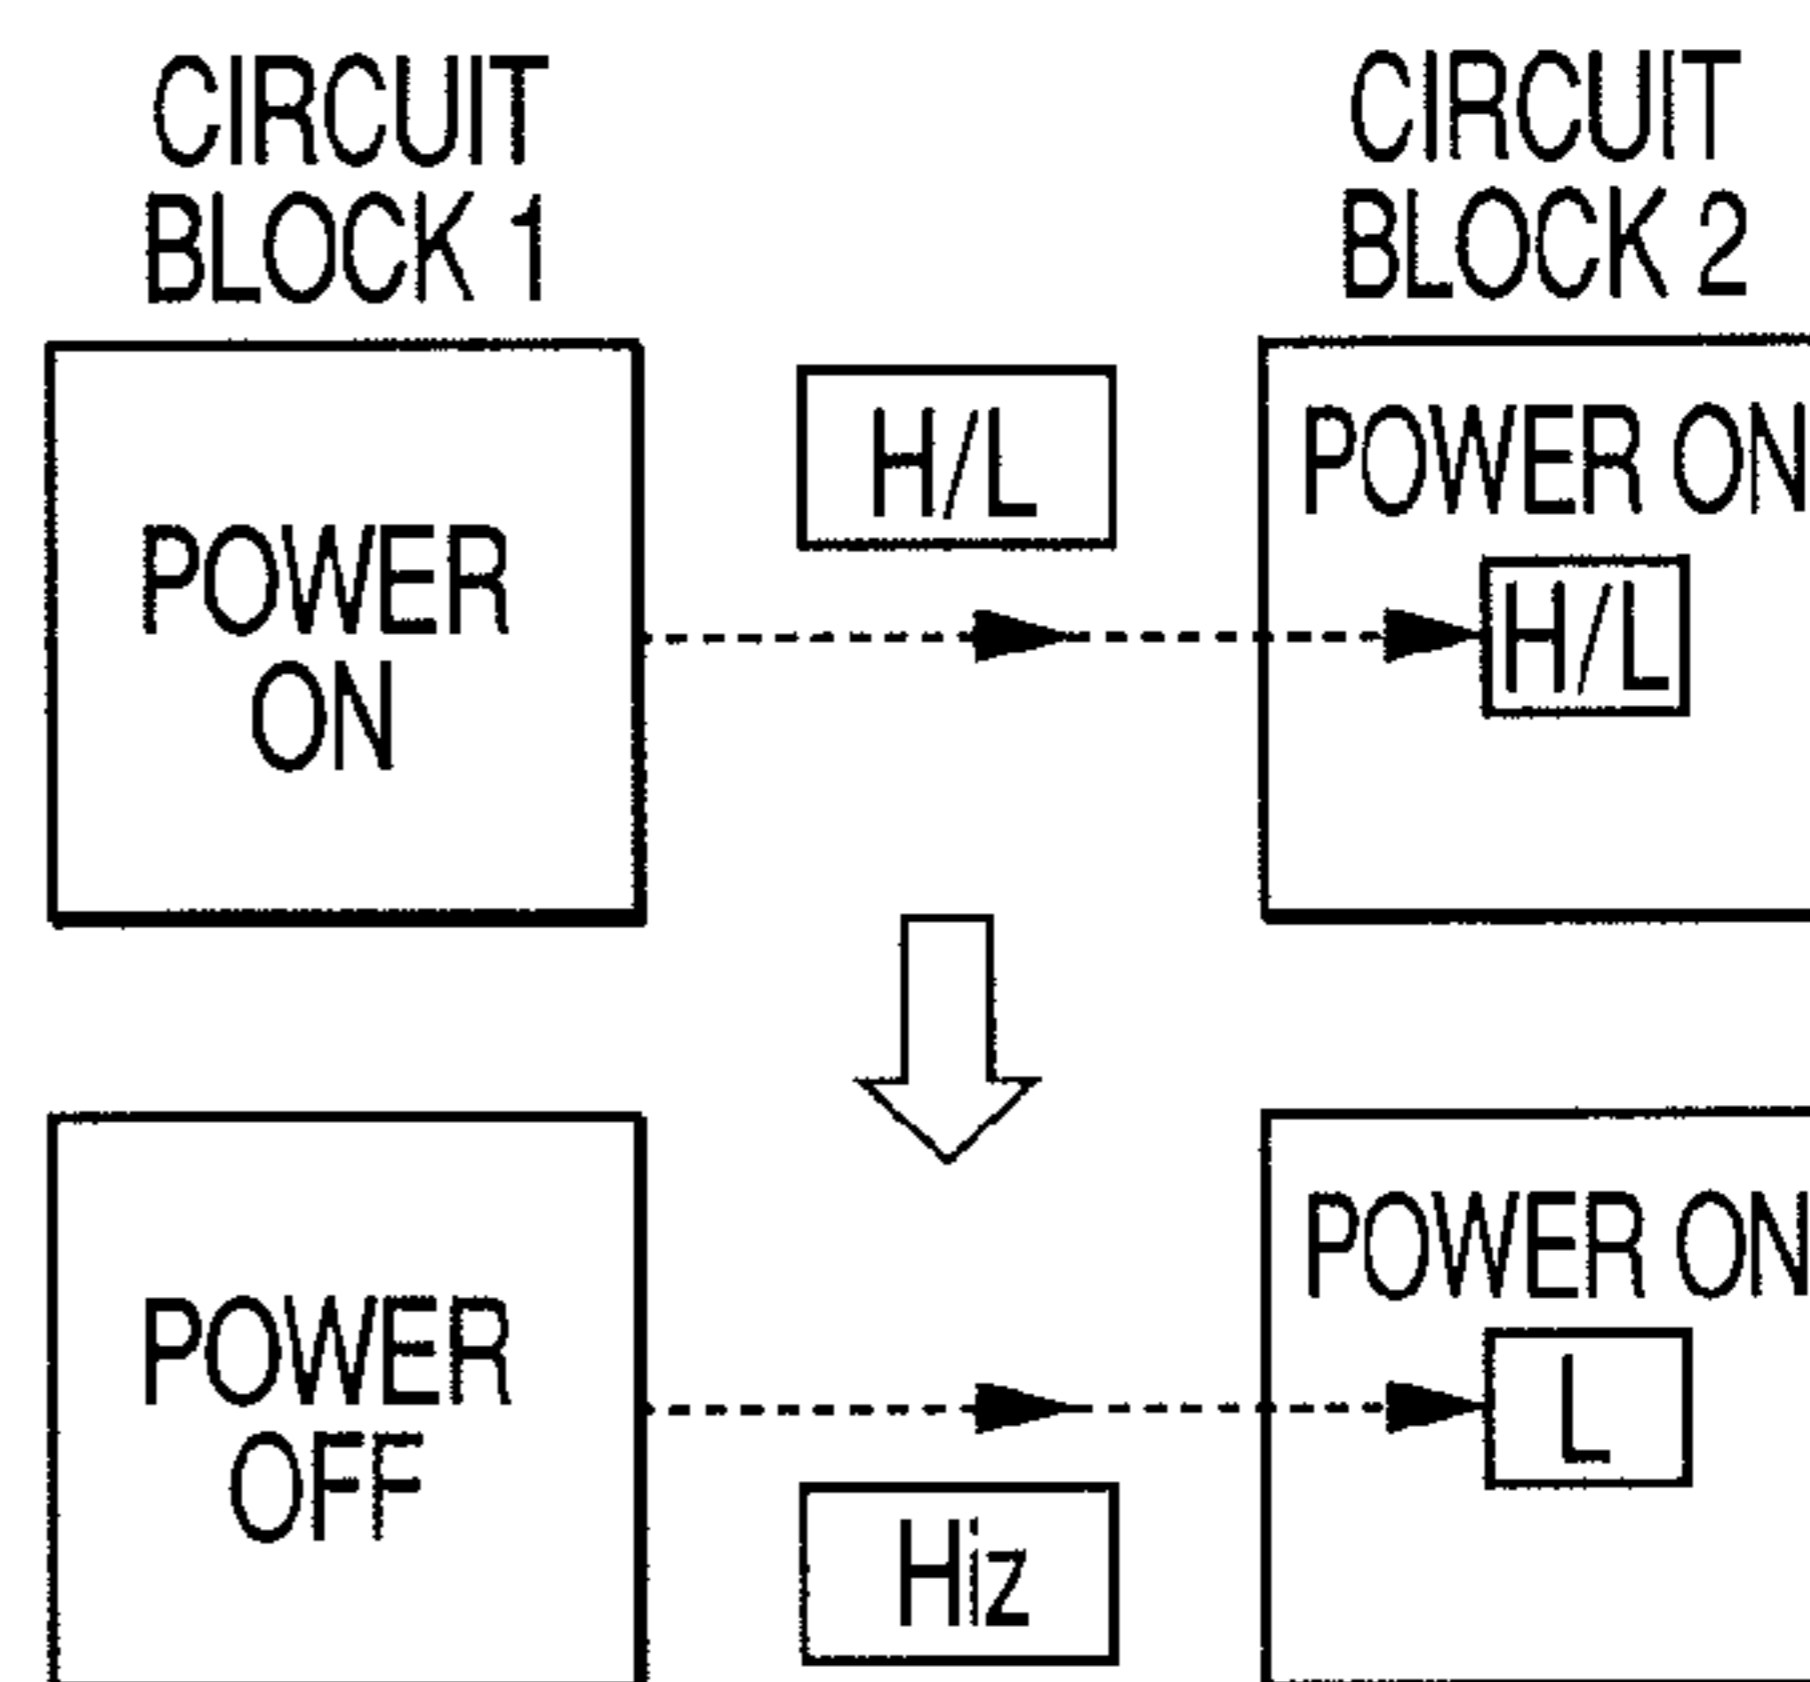 CIRCUIT
BLOCK 1
CIRCUIT
BLOCK 2
POWER
ON
H/L
POWER ON
H/L
POWER
OFF
Hiz
POWER ON
L